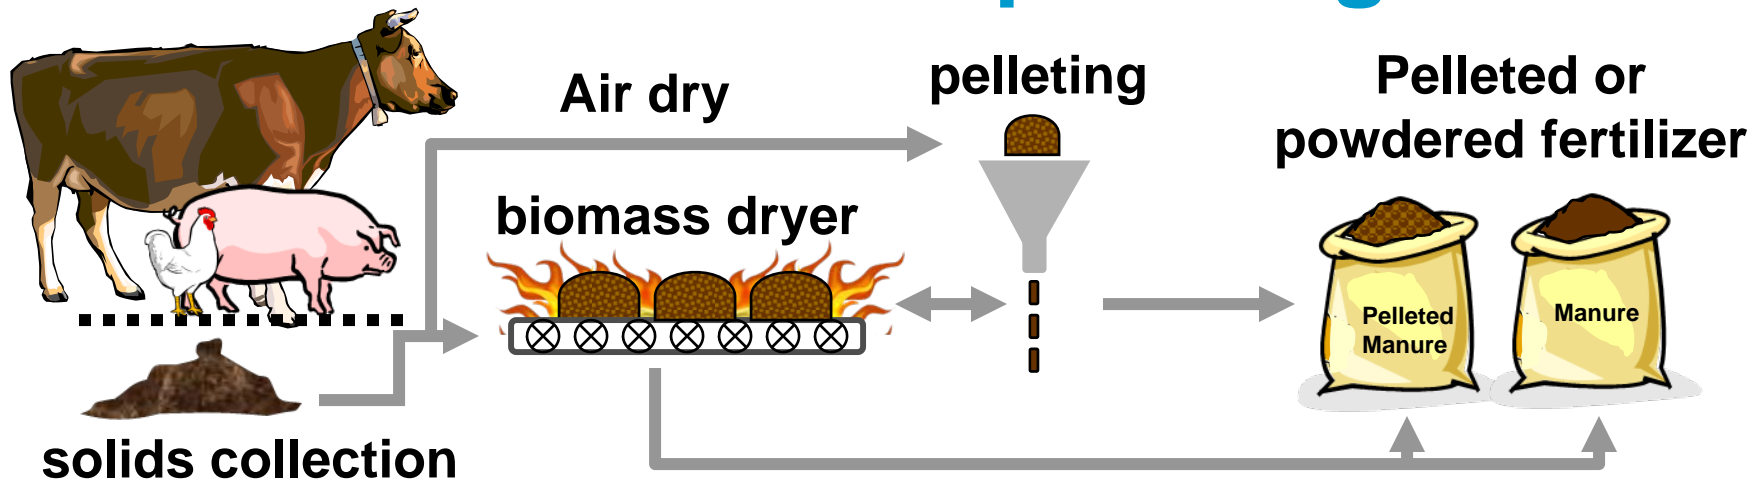 Air dry
pelleting
Pelleted or
powdered fertilizer
biomass dryer
Pelleted
Manure
Manure
solids collection